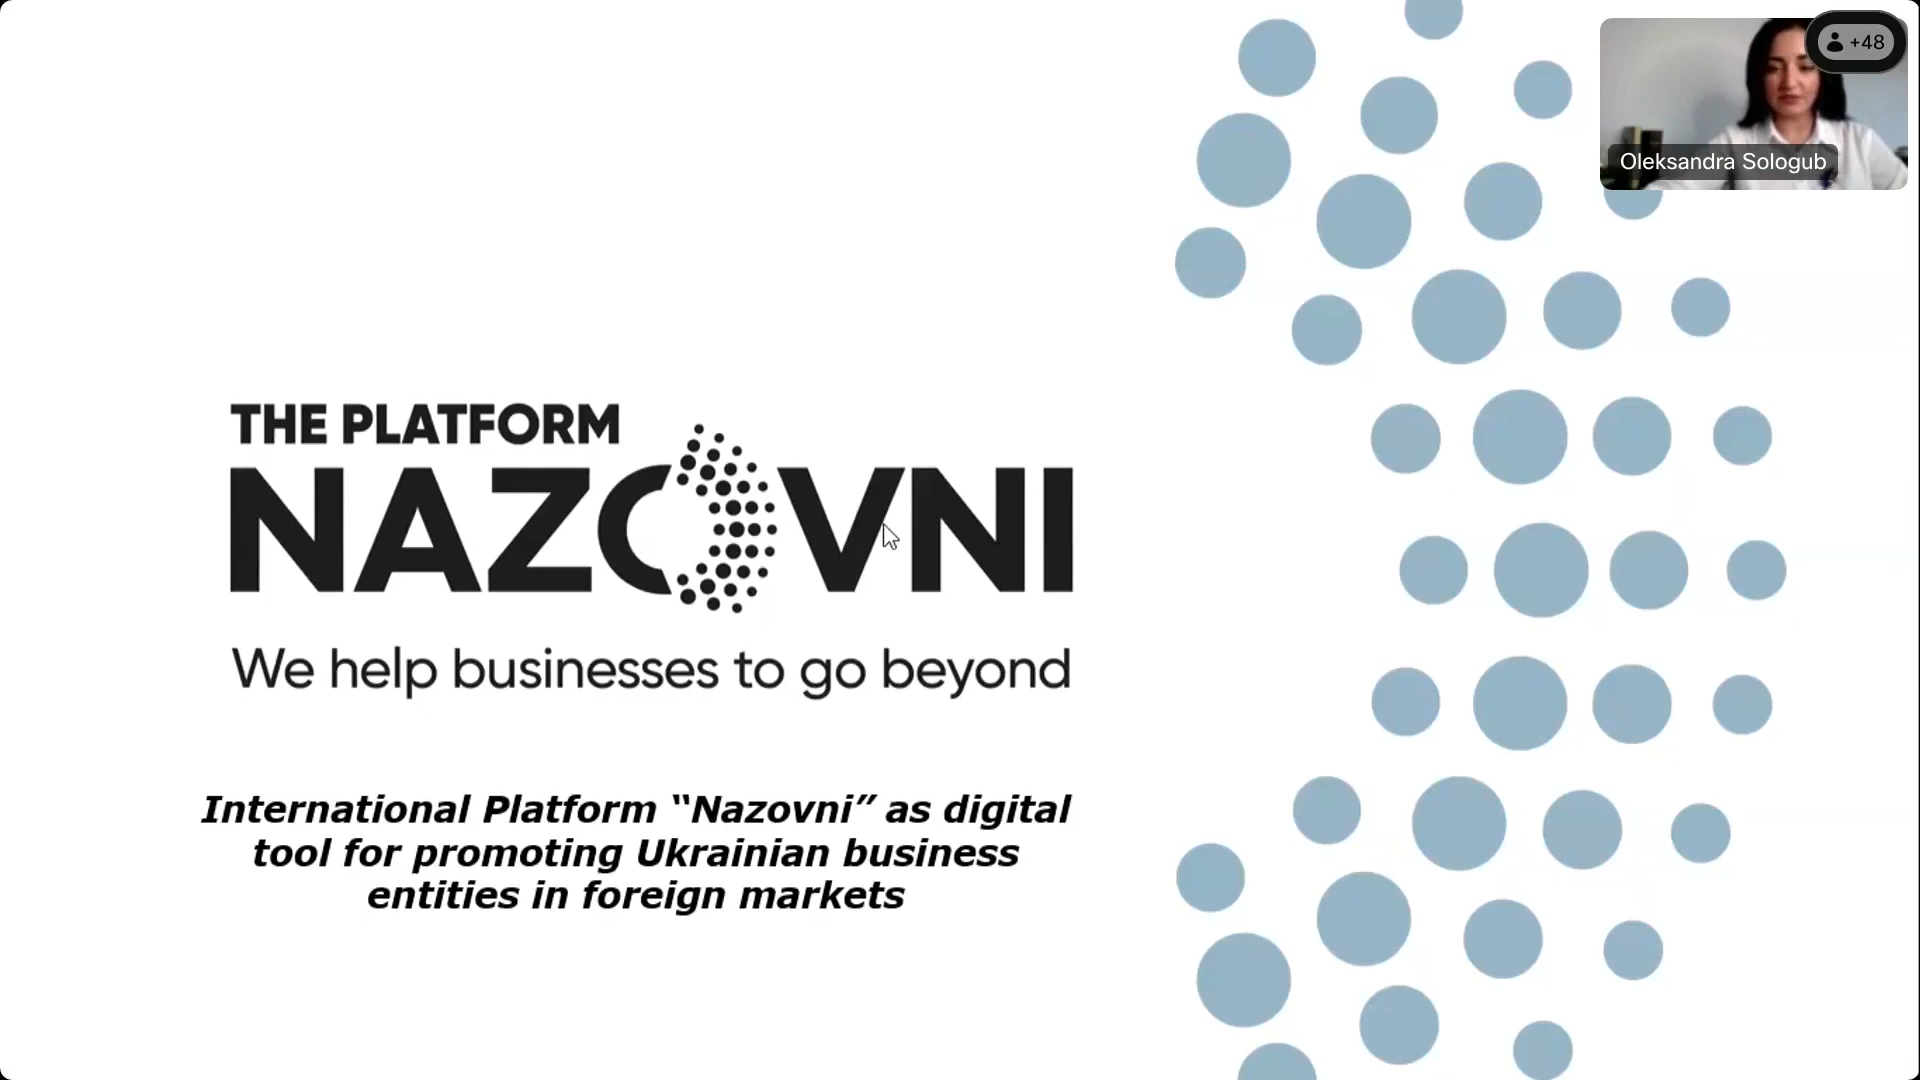 +48
Oleksandra Sologub
THE PLATFORM
NAZOVNI
We help businesses to go beyond
International Platform “Nazovni” as digital
tool for promoting Ukrainian business
entities in foreign markets